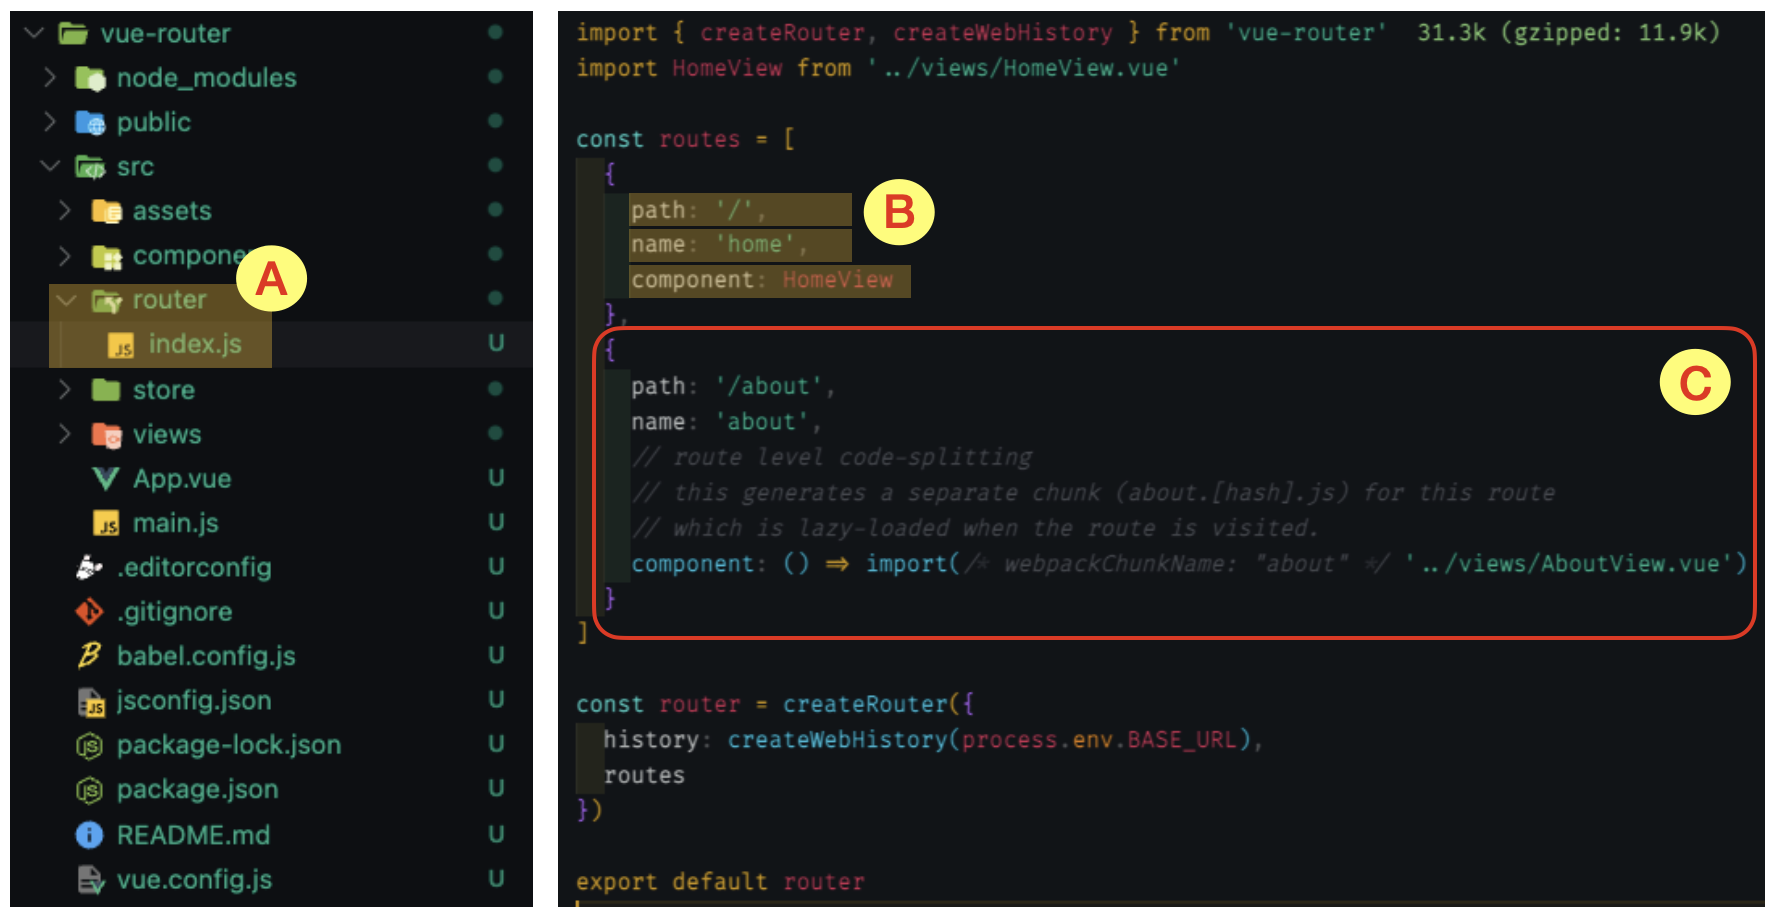 vue-router
node_modules
public
src
assets
compone
A
router
index.js U
store
views
App.vue U
main.js U
.editorconfig U
.gitignore U
babel.config.js U
jsconfig.json U
package-lock.json U
package.json U
README.md U
vue.config.js U
import { createRouter, createWebHistory } from 'vue-router' 31.3k (gzipped: 11.9k)
import HomeView from '../views/HomeView.vue'
const routes = [
{
path: '/',
B
name: 'home',
component: HomeView
},
{
C
path: '/about',
name: 'about',
// route level code-splitting
// this generates a separate chunk (about.[hash].js) for this route
// which is lazy-loaded when the route is visited.
component: () => import(/* webpackChunkName: "about" */ '../views/AboutView.vue')
}
]
const router = createRouter({
history: createWebHistory(process.env.BASE_URL),
routes
})
export default router